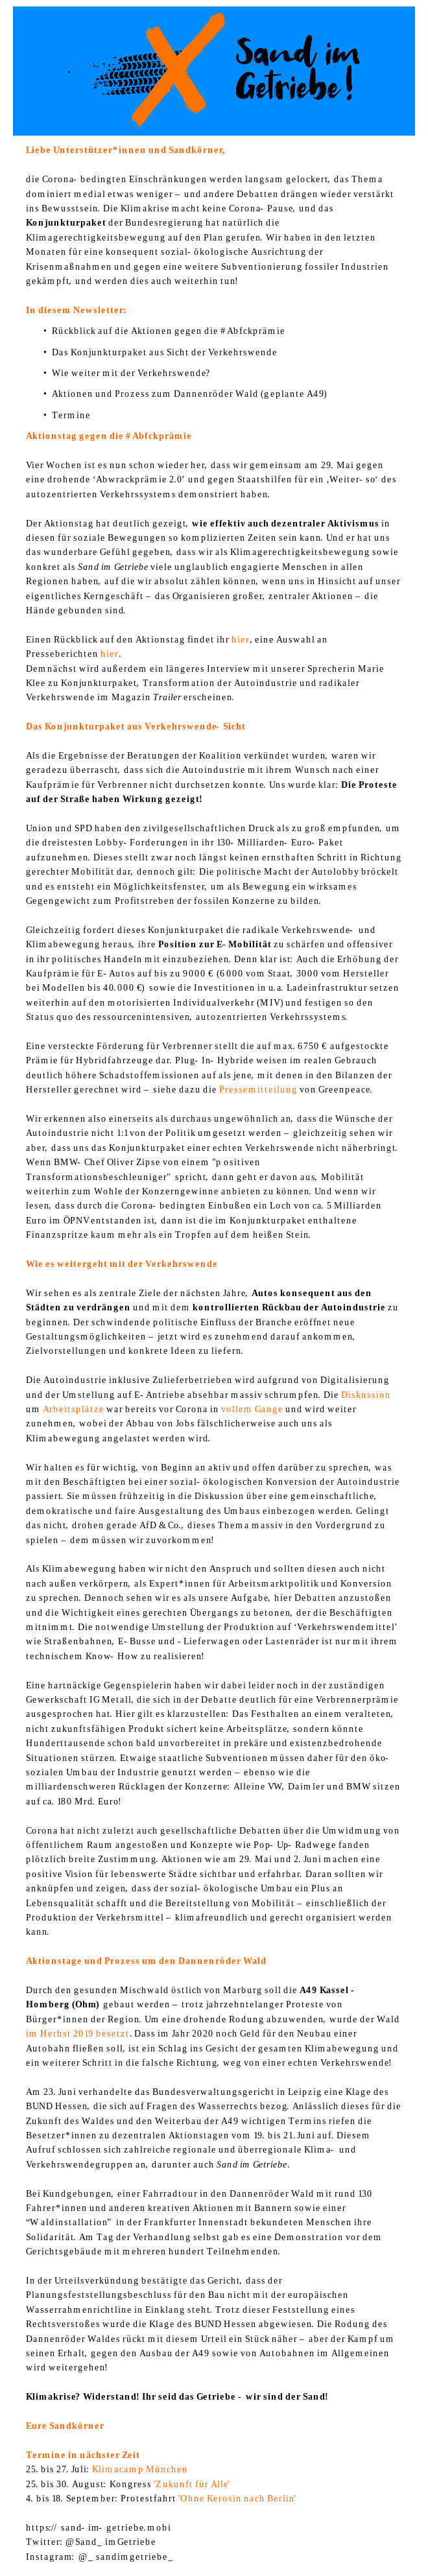 Sand im
Getriebe!
Liebe Unterstützer*innen und Sandkörner,
die Corona- bedingten Einschränkungen werden langsam gelockert, das Thema
dominiert medial etwas weniger – und andere Debatten drängen wieder verstärkt
ins Bewusstsein. Die Klimakrise macht keine Corona- Pause, und das
Konjunkturpaket der Bundesregierung hat natürlich die
Klimagerechtigkeitsbewegung auf den Plan gerufen. Wir haben in den letzten
Monaten für eine konsequent sozial- ökologische Ausrichtung der
Krisenmaßnahmen und gegen eine weitere Subventionierung fossiler Industrien
gekämpft, und werden dies auch weiterhin tun!
In diesem Newsletter:
• Rückblick auf die Aktionen gegen die #Abfckprämie
• Das Konjunkturpaket aus Sicht der Verkehrswende
• Wie weiter mit der Verkehrswende?
• Aktionen und Prozess zum Dannenröder Wald (geplante A49)
• Termine
Aktionstag gegen die #Abfckprämie
Vier Wochen ist es nun schon wieder her, dass wir gemeinsam am 29. Mai gegen
eine drohende ‘Abwrackprämie 2.0’ und gegen Staatshilfen für ein ‚Weiter- so‘ des
autozentrierten Verkehrssystems demonstriert haben.
Der Aktionstag hat deutlich gezeigt, wie effektiv auch dezentraler Aktivismus in
diesen für soziale Bewegungen so komplizierten Zeiten sein kann. Und er hat uns
das wunderbare Gefühl gegeben, dass wir als Klimagerechtigkeitsbewegung sowie
konkret als Sand im Getriebe viele unglaublich engagierte Menschen in allen
Regionen haben, auf die wir absolut zählen können, wenn uns in Hinsicht auf unser
eigentliches Kerngeschäft – das Organisieren großer, zentraler Aktionen – die
Hände gebunden sind.
Einen Rückblick auf den Aktionstag findet ihr hier, eine Auswahl an
Presseberichten hier.
Demnächst wird außerdem ein längeres Interview mit unserer Sprecherin Marie
Klee zu Klimaprotest, Transformation der Autoindustrie und radikaler
Verkehrswende im Magazin Trailer erscheinen.
Das Konjunkturpaket aus Verkehrswende- Sicht
Als die Ergebnisse der Beratungen der Koalition verkündet wurden, waren wir
geradezu überrascht, dass sich die Autoindustrie mit ihrem Wunsch nach einer
Kaufprämie für Verbrenner nicht durchsetzen konnte. Uns wurde klar: Die Proteste
auf der Straße haben Wirkung gezeigt!
Union und SPD haben den zivilgesellschaftlichen Druck als zu groß empfunden, um
die dreistesten Lobby- Forderungen in ihr 130- Milliarden- Euro- Paket
aufzunehmen. Dieses stellt zwar noch längst keinen ernsthaften Schritt in Richtung
gerechter Mobilität dar, dennoch gilt: Die politische Macht der Autolobby bröckelt
und es entsteht ein Möglichkeitsfenster, um als Bewegung ein wirksames
Gegengewicht zum Profitstreben der fossilen Konzerne zu bilden.
Gleichzeitig fordert dieses Konjunkturpaket die radikale Verkehrswende- und
Klimabewegung heraus, ihre Position zur E- Mobilität zu schärfen und offensiver
in ihr politisches Handeln mit einzubeziehen. Denn klar ist: Auch die Erhöhung der
Kaufprämie für E- Autos auf bis zu 9000 € (6000 vom Staat, 3000 vom Hersteller
bei Modellen bis 40.000 €) sowie die Investitionen in u.a. Ladeinfrastruktur setzen
weiterhin auf den motorisierten Individualverkehr (MIV) und festigen so den
Status quo des ressourcenintensiven, autozentrierten Verkehrssystems.
Eine versteckte Förderung für Verbrenner stellt die auf max. 6750 € aufgestockte
Prämie für Hybridfahrzeuge dar. Plug- In- Hybride weisen im realen Gebrauch
deutlich höhere Schadstoffemissionen auf als jene, mit denen in den Bilanzen der
Hersteller gerechnet wird – siehe dazu die Pressemitteilung von Greenpeace.
Wir erkennen also einerseits als durchaus ungewöhnlich an, dass die Wünsche der
Autoindustrie nicht 1:1 von der Politik umgesetzt werden – gleichzeitig sehen wir
aber, dass uns das Konjunkturpaket einer echten Verkehrswende nicht näherbringt.
Wenn BMW- Chef Oliver Zipse von einem "positiven
Transformationsbeschleuniger" spricht, dann geht er davon aus, Mobilität
weiterhin zum Wohle der Konzerngewinne anbieten zu können. Und wenn wir
lesen, dass durch die Corona- bedingten Einbußen ein Loch von ca. 5 Milliarden
Euro im ÖPNV entstanden ist, dann ist die im Konjunkturpaket enthaltene
Finanzspritze kaum mehr als ein Tropfen auf dem heißen Stein.
Wie es weitergeht mit der Verkehrswende
Wir sehen es als zentrale Ziele der nächsten Jahre, Autos konsequent aus den
Städten zu verdrängen und mit dem kontrollierten Rückbau der Autoindustrie zu
beginnen. Der schwindende politische Einfluss der Branche eröffnet neue
Gestaltungsmöglichkeiten – jetzt wird es zunehmend darauf ankommen,
Zielvorstellungen und konkrete Ideen zu liefern.
Die Autoindustrie inklusive Zulieferbetrieben wird aufgrund von Digitalisierung
und der Umstellung auf E- Antriebe absehbar massiv schrumpfen. Die Diskussion
um Arbeitsplätze war bereits vor Corona in vollem Gange und wird weiter
zunehmen, wobei der Abbau von Jobs fälschlicherweise auch uns als
Klimabewegung angelastet werden wird.
Wir halten es für wichtig, von Beginn an aktiv und offen darüber zu sprechen, was
mit den Beschäftigten bei einer sozial- ökologischen Konversion der Autoindustrie
passiert. Sie müssen frühzeitig in die Diskussion über eine gemeinschaftliche,
demokratische und faire Ausgestaltung des Umbaus einbezogen werden. Gelingt
das nicht, drohen gerade AfD & Co., dieses Thema massiv in den Vordergrund zu
spielen – dem müssen wir zuvorkommen!
Als Klimabewegung haben wir nicht den Anspruch und sollten diesen auch nicht
nach außen verkörpern, als Expert*innen für Arbeitsmarktpolitik und Konversion
zu sprechen. Dennoch sehen wir es als unsere Aufgabe, hier Debatten anzustoßen
und die Wichtigkeit eines gerechten Übergangs zu betonen, der die Beschäftigten
mitnimmt. Die notwendige Umstellung der Produktion auf ‘Verkehrswendemittel’
wie Straßenbahnen, E- Busse und - Lieferwagen oder Lastenräder ist nur mit ihrem
technischem Know- How zu realisieren!
Eine hartnäckige Gegenspielerin haben wir dabei leider noch in der zuständigen
Gewerkschaft IG Metall, die sich in der Debatte deutlich für eine Verbrennerprämie
ausgesprochen hat. Hier gilt es klarzustellen: Das Festhalten an einem veralteten,
nicht zukunftsfähigen Produkt sichert keine Arbeitsplätze, sondern könnte
Hunderttausende schon bald unvorbereitet in prekäre und existenzbedrohende
Situationen stürzen. Etwaige staatliche Subventionen müssen daher für den öko-
sozialen Umbau der Industrie genutzt werden – ebenso wie die
milliardenschweren Rücklagen der Konzerne: Alleine VW, Daimler und BMW sitzen
auf ca. 180 Mrd. Euro!
Corona hat nicht zuletzt auch gesellschaftliche Debatten über die Umwidmung von
öffentlichem Raum angestoßen und Konzepte wie Pop- Up- Radwege fanden
plötzlich breite Zustimmung. Aktionen wie am 29. Mai und 2. Juni machen eine
positive Vision für lebenswerte Städte sichtbar und erfahrbar. Daran sollten wir
anknüpfen und zeigen, dass der sozial- ökologische Umbau ein Plus an
Lebensqualität schafft und die Bereitstellung von Mobilität – einschließlich der
Produktion der Verkehrsmittel – klimafreundlich und gerecht organisiert werden
kann.
Aktionstage und Prozess um den Dannenröder Wald
Durch den gesunden Mischwald östlich von Marburg soll die A49 Kassel -
Homberg (Ohm) gebaut werden – trotz jahrzehntelanger Proteste von
Bürger*innen der Region. Um eine drohende Rodung abzuwenden, wurde der Wald
im Herbst 2019 besetzt. Dass im Jahr 2020 noch Geld für den Neubau einer
Autobahn fließen soll, ist ein Schlag ins Gesicht der gesamten Klimabewegung und
ein weiterer Schritt in die falsche Richtung, weg von einer echten Verkehrswende!
Am 23. Juni verhandelte das Bundesverwaltungsgericht in Leipzig eine Klage des
BUND Hessen, die sich auf Fragen des Wasserrechts bezog. Anlässlich dieses für die
Zukunft des Waldes und den Weiterbau der A49 wichtigen Termins riefen die
Besetzer*innen zu dezentralen Aktionstagen vom 19. bis 21. Juni auf. Diesem
Aufruf schlossen sich zahlreiche regionale und überregionale Klima- und
Verkehrswendegruppen an, darunter auch Sand im Getriebe.
Bei Kundgebungen, einer Fahrradtour in den Dannenröder Wald mit rund 130
Fahrer*innen und anderen kreativen Aktionen mit Bannern sowie einer
“Waldinstallation” in der Frankfurter Innenstadt bekundeten Menschen ihre
Solidarität. Am Tag der Verhandlung selbst gab es eine Demonstration vor dem
Gerichtsgebäude mit mehreren hundert Teilnehmenden.
In der Urteilsverkündung bestätigte das Gericht, dass der
Planungsfeststellungsbeschluss für den Bau nicht mit der europäischen
Wasserrahmenrichtlinie in Einklang steht. Trotz dieser Feststellung eines
Rechtsverstoßes wurde die Klage des BUND Hessen abgewiesen. Die Rodung des
Dannenröder Waldes rückt mit diesem Urteil ein Stück näher – aber der Kampf um
seinen Erhalt, gegen den Ausbau der A49 sowie von Autobahnen im Allgemeinen
wird weitergehen!
Klimakrise? Widerstand! Ihr seid das Getriebe - wir sind der Sand!
Eure Sandkörner
Termine in nächster Zeit
25. bis 27. Juli: Klimacamp München
25. bis 30. August: Kongress 'Zukunft für Alle'
4. bis 18. September: Protestfahrt 'Ohne Kerosin nach Berlin'
https:// sand- im- getriebe.mobi
Twitter: @Sand_ imGetriebe
Instagram: @_ sandimgetriebe_